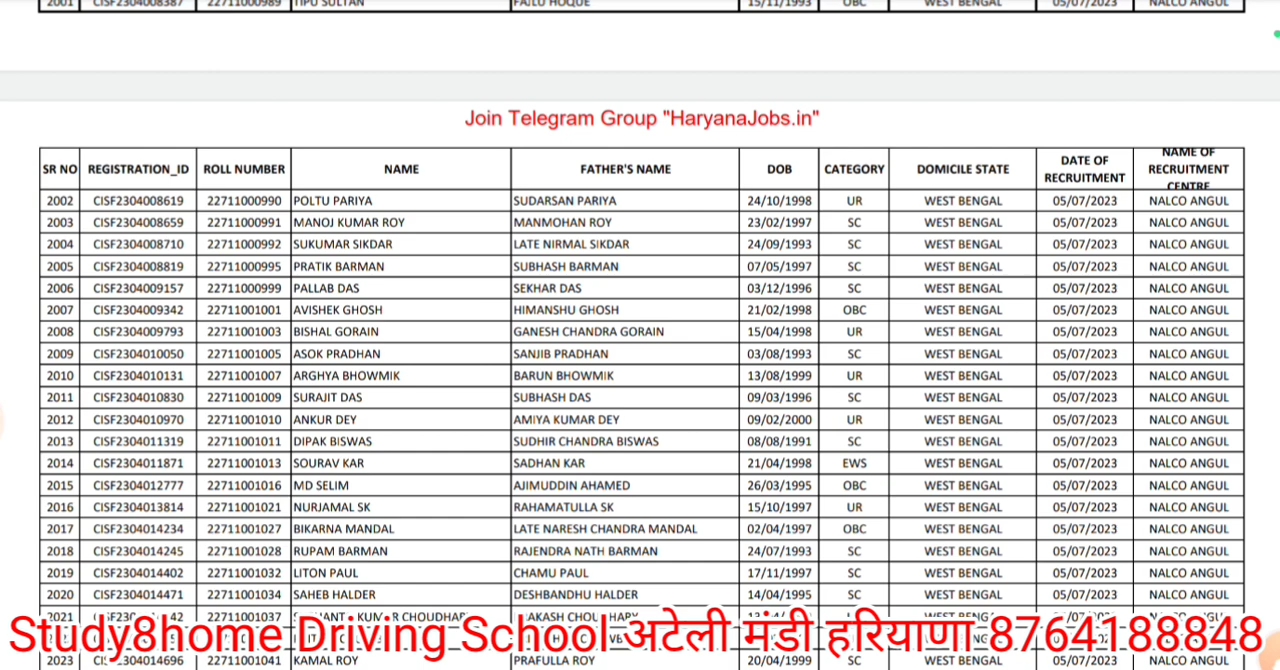 2001 CISF2304008387 22711000989 TIPU SULTAN FAILU HOQUE 15/11/1993 OBC WEST BENGAL 05/07/2023 NALCO ANGUL
Join Telegram Group "HaryanaJobs.in"
SR NO REGISTRATION_ID ROLL NUMBER NAME FATHER'S NAME DOB CATEGORY DOMICILE STATE DATE OF RECRUITMENT NAME OF RECRUITMENT CENTRE
2002 CISF2304008619 22711000990 POLTU PARIYA SUDARSAN PARIYA 24/10/1998 UR WEST BENGAL 05/07/2023 NALCO ANGUL
2003 CISF2304008659 22711000991 MANOJ KUMAR ROY MANMOHAN ROY 23/02/1997 SC WEST BENGAL 05/07/2023 NALCO ANGUL
2004 CISF2304008710 22711000992 SUKUMAR SIKDAR LATE NIRMAL SIKDAR 24/09/1993 SC WEST BENGAL 05/07/2023 NALCO ANGUL
2005 CISF2304008819 22711000995 PRATIK BARMAN SUBHASH BARMAN 07/05/1997 SC WEST BENGAL 05/07/2023 NALCO ANGUL
2006 CISF2304009157 22711000999 PALLAB DAS SEKHAR DAS 03/12/1996 SC WEST BENGAL 05/07/2023 NALCO ANGUL
2007 CISF2304009342 22711001001 AVISHEK GHOSH HIMANSHU GHOSH 21/02/1998 OBC WEST BENGAL 05/07/2023 NALCO ANGUL
2008 CISF2304009793 22711001003 BISHAL GORAIN GANESH CHANDRA GORAIN 15/04/1998 UR WEST BENGAL 05/07/2023 NALCO ANGUL
2009 CISF2304010050 22711001005 ASOK PRADHAN SANJIB PRADHAN 03/08/1993 SC WEST BENGAL 05/07/2023 NALCO ANGUL
2010 CISF2304010131 22711001007 ARGHYA BHOWMIK BARUN BHOWMIK 13/08/1999 UR WEST BENGAL 05/07/2023 NALCO ANGUL
2011 CISF2304010830 22711001009 SURAJIT DAS SUBHASH DAS 09/03/1996 SC WEST BENGAL 05/07/2023 NALCO ANGUL
2012 CISF2304010970 22711001010 ANKUR DEY AMIYA KUMAR DEY 09/02/2000 UR WEST BENGAL 05/07/2023 NALCO ANGUL
2013 CISF2304011319 22711001011 DIPAK BISWAS SUDHIR CHANDRA BISWAS 08/08/1991 SC WEST BENGAL 05/07/2023 NALCO ANGUL
2014 CISF2304011871 22711001013 SOURAV KAR SADHAN KAR 21/04/1998 EWS WEST BENGAL 05/07/2023 NALCO ANGUL
2015 CISF2304012777 22711001016 MD SELIM AJIMUDDIN AHAMED 26/03/1995 OBC WEST BENGAL 05/07/2023 NALCO ANGUL
2016 CISF2304013814 22711001021 NURJAMAL SK RAHAMATULLA SK 15/10/1997 UR WEST BENGAL 05/07/2023 NALCO ANGUL
2017 CISF2304014234 22711001027 BIKARNA MANDAL LATE NARESH CHANDRA MANDAL 02/04/1997 OBC WEST BENGAL 05/07/2023 NALCO ANGUL
2018 CISF2304014245 22711001028 RUPAM BARMAN RAJENDRA NATH BARMAN 24/07/1993 SC WEST BENGAL 05/07/2023 NALCO ANGUL
2019 CISF2304014402 22711001032 LITON PAUL CHAMU PAUL 17/11/1997 SC WEST BENGAL 05/07/2023 NALCO ANGUL
2020 CISF2304014471 22711001034 SAHEB HALDER DESHBANDHU HALDER 14/04/1995 SC WEST BENGAL 05/07/2023 NALCO ANGUL
2021 22711001037 NALCO ANGUL
Study8home Driving School अटेली मंडी हरियाणा 8764188848
2023 CISF2304014696 22711001041 KAMAL ROY PRAFULLA ROY 20/04/1999 SC WEST BENGAL 05/07/2023 NALCO ANGUL